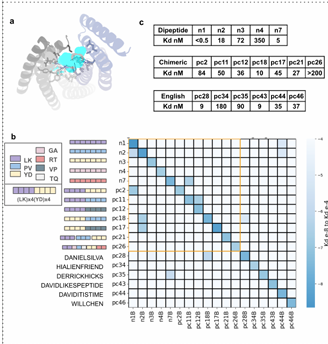 a
c
Dipeptide n1 n2 n3 n4 n7
Kd nM <0.5 18 72 350 5
Chimeric pc2 pc11 pc12 pc18 pc17 pc21 pc26
Kd nM 84 50 36 10 45 27 >200
English pc28 pc34 pc35 pc43 pc44 pc46
Kd nM 9 180 90 9 35 37
b
GA
LK RT
PV VP
YD TQ
(LK)x4(YD)x4
n1
n2
n3
n4
n7
pc2
pc11
pc12
pc18
pc17
pc21
pc26
DANIELSILVA pc28
HIALIENFRIEND pc34
DERRICKHICKS pc35
DAVIDLIKESPEPTIDE pc43
DAVIDITISTIME pc44
WILLCHEN pc46
n1B n2B n3B n4B n7B pc2B pc11B pc12B pc18B pc17B pc21B pc26B pc28B pc34B pc35B pc43B pc44B pc46B
Kd e-8 to Kd e-4